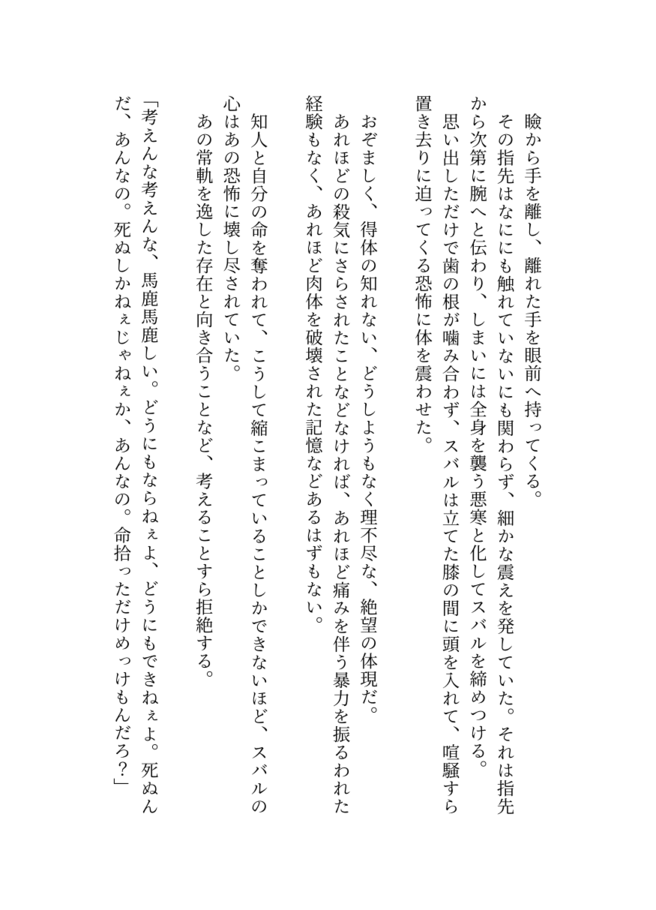 瞼から手を離し、離れた手を眼前へ持ってくる。
その指先はなににも触れていないにも関わらず、細かな震えを発していた。それは指先
から次第に腕へと伝わり、しまいには全身を襲う悪寒と化してスバルを締めつける。
思い出しただけで歯の根が噛み合わず、スバルは立てた膝の間に頭を入れて、喧騒すら
置き去りに迫ってくる恐怖に体を震わせた。
おぞましく、得体の知れない、どうしようもなく理不尽な、絶望の体現だ。
あれほどの殺気にさらされたことなどなければ、あれほど痛みを伴う暴力を振るわれた
経験もなく、あれほど肉体を破壊された記憶などあるはずもない。
知人と自分の命を奪われて、こうして縮こまっていることしかできないほど、スバルの
心はあの恐怖に壊し尽されていた。
あの常軌を逸した存在と向き合うことなど、考えることすら拒絶する。
「考えんな考えんな、馬鹿馬鹿しい。どうにもならねぇよ、どうにもできねぇよ。死ぬん
だ、あんなの。死ぬしかねぇじゃねぇか、あんなの。命拾っただけめっけもんだろ？」